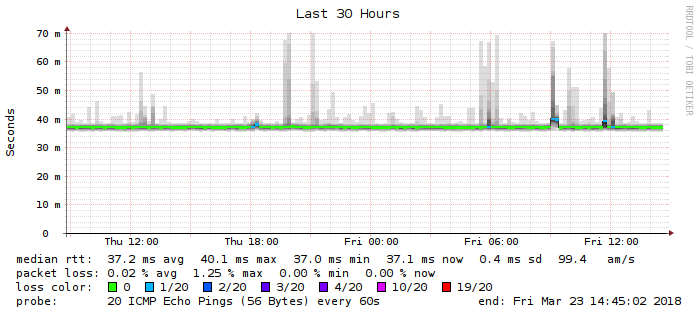 Last 30 Hours
RRDTOOL / TOBI OETIKER
Seconds
70 m
60 m
50 m
40 m
30 m
20 m
10 m
0
Thu 12:00 Thu 18:00 Fri 00:00 Fri 06:00 Fri 12:00
median rtt: 37.2 ms avg 40.1 ms max 37.0 ms min 37.1 ms now 0.4 ms sd 99.4 am/s
packet loss: 0.02 % avg 1.25 % max 0.00 % min 0.00 % now
loss color: 0 1/20 2/20 3/20 4/20 10/20 19/20
probe: 20 ICMP Echo Pings (56 Bytes) every 60s end: Fri Mar 23 14:45:02 2018